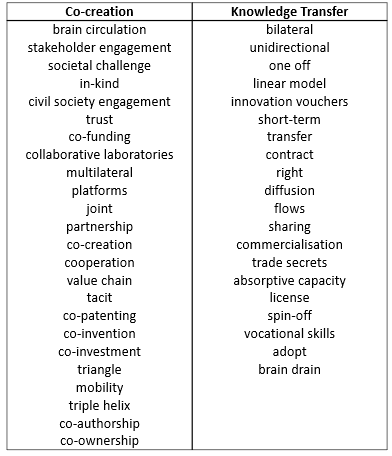 Co-creation Knowledge Transfer
brain circulation bilateral
stakeholder engagement unidirectional
societal challenge one off
in-kind linear model
civil society engagement innovation vouchers
trust short-term
co-funding transfer
collaborative laboratories contract
multilateral right
platforms diffusion
joint flows
partnership sharing
co-creation commercialisation
cooperation trade secrets
value chain absorptive capacity
tacit license
co-patenting spin-off
co-invention vocational skills
co-investment adopt
triangle brain drain
mobility
triple helix
co-authorship
co-ownership